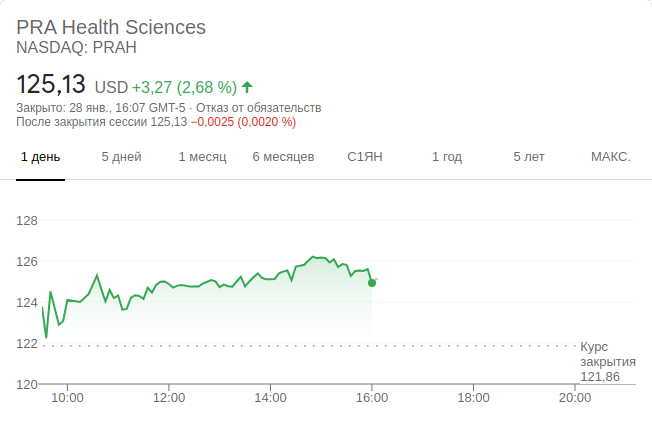 PRA Health Sciences
NASDAQ: PRAH
125,13 USD +3,27 (2,68 %)
Закрыто: 28 янв., 16:07 GMT-5 · Отказ от обязательств
После закрытия сессии 125,13 −0,0025 (0,0020 %)
1 день 5 дней 1 месяц 6 месяцев С1ЯН 1 год 5 лет МАКС.
128
126
124
122
Курс
закрытия
121,86
120
10:00 12:00 14:00 16:00 18:00 20:00